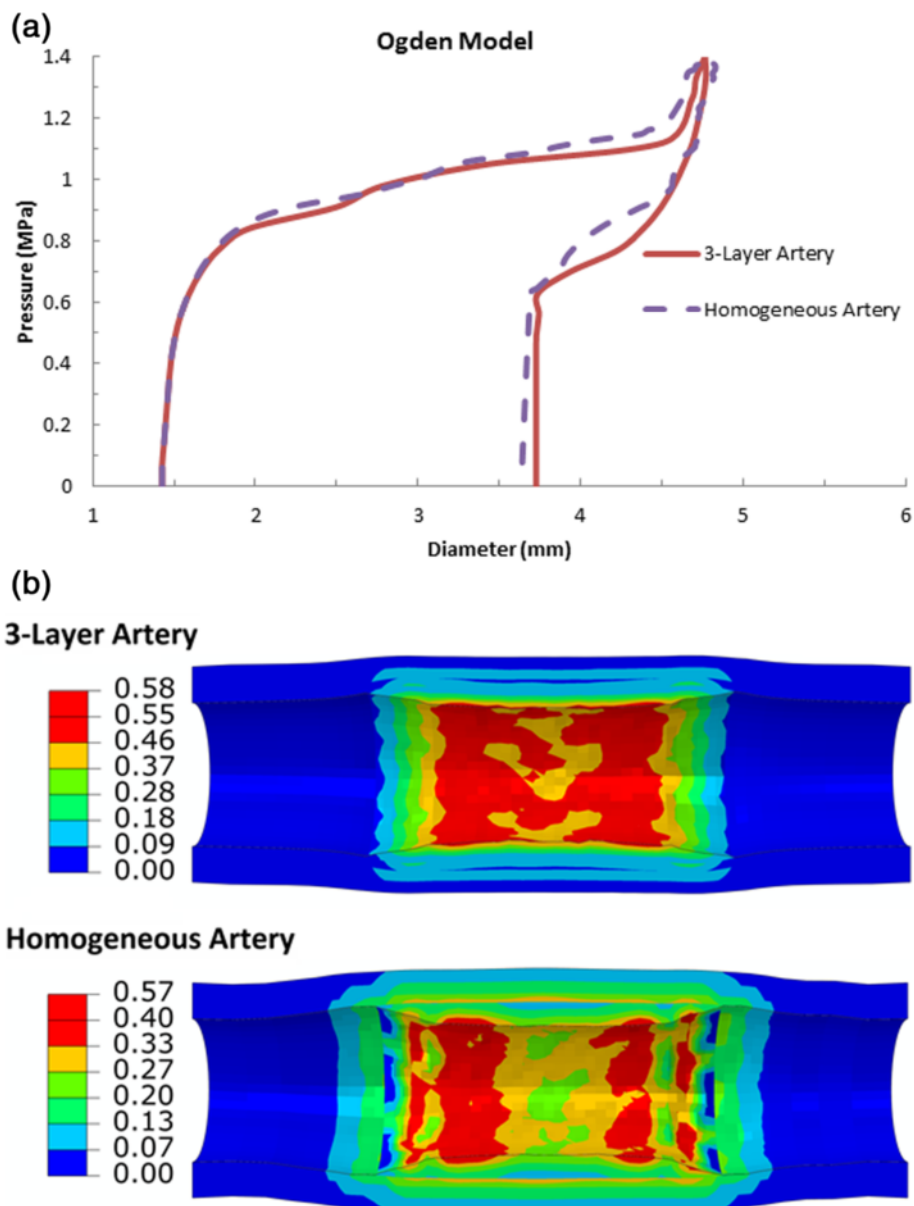 (a)
Ogden Model
1.4
1.2
1
0.8
0.6
0.4
0.2
0
Pressure (MPa)
3-Layer Artery
Homogeneous Artery
1 2 3 4 5 6
Diameter (mm)
(b)
3-Layer Artery
0.58
0.55
0.46
0.37
0.28
0.18
0.09
0.00
Homogeneous Artery
0.57
0.40
0.33
0.27
0.20
0.13
0.07
0.00